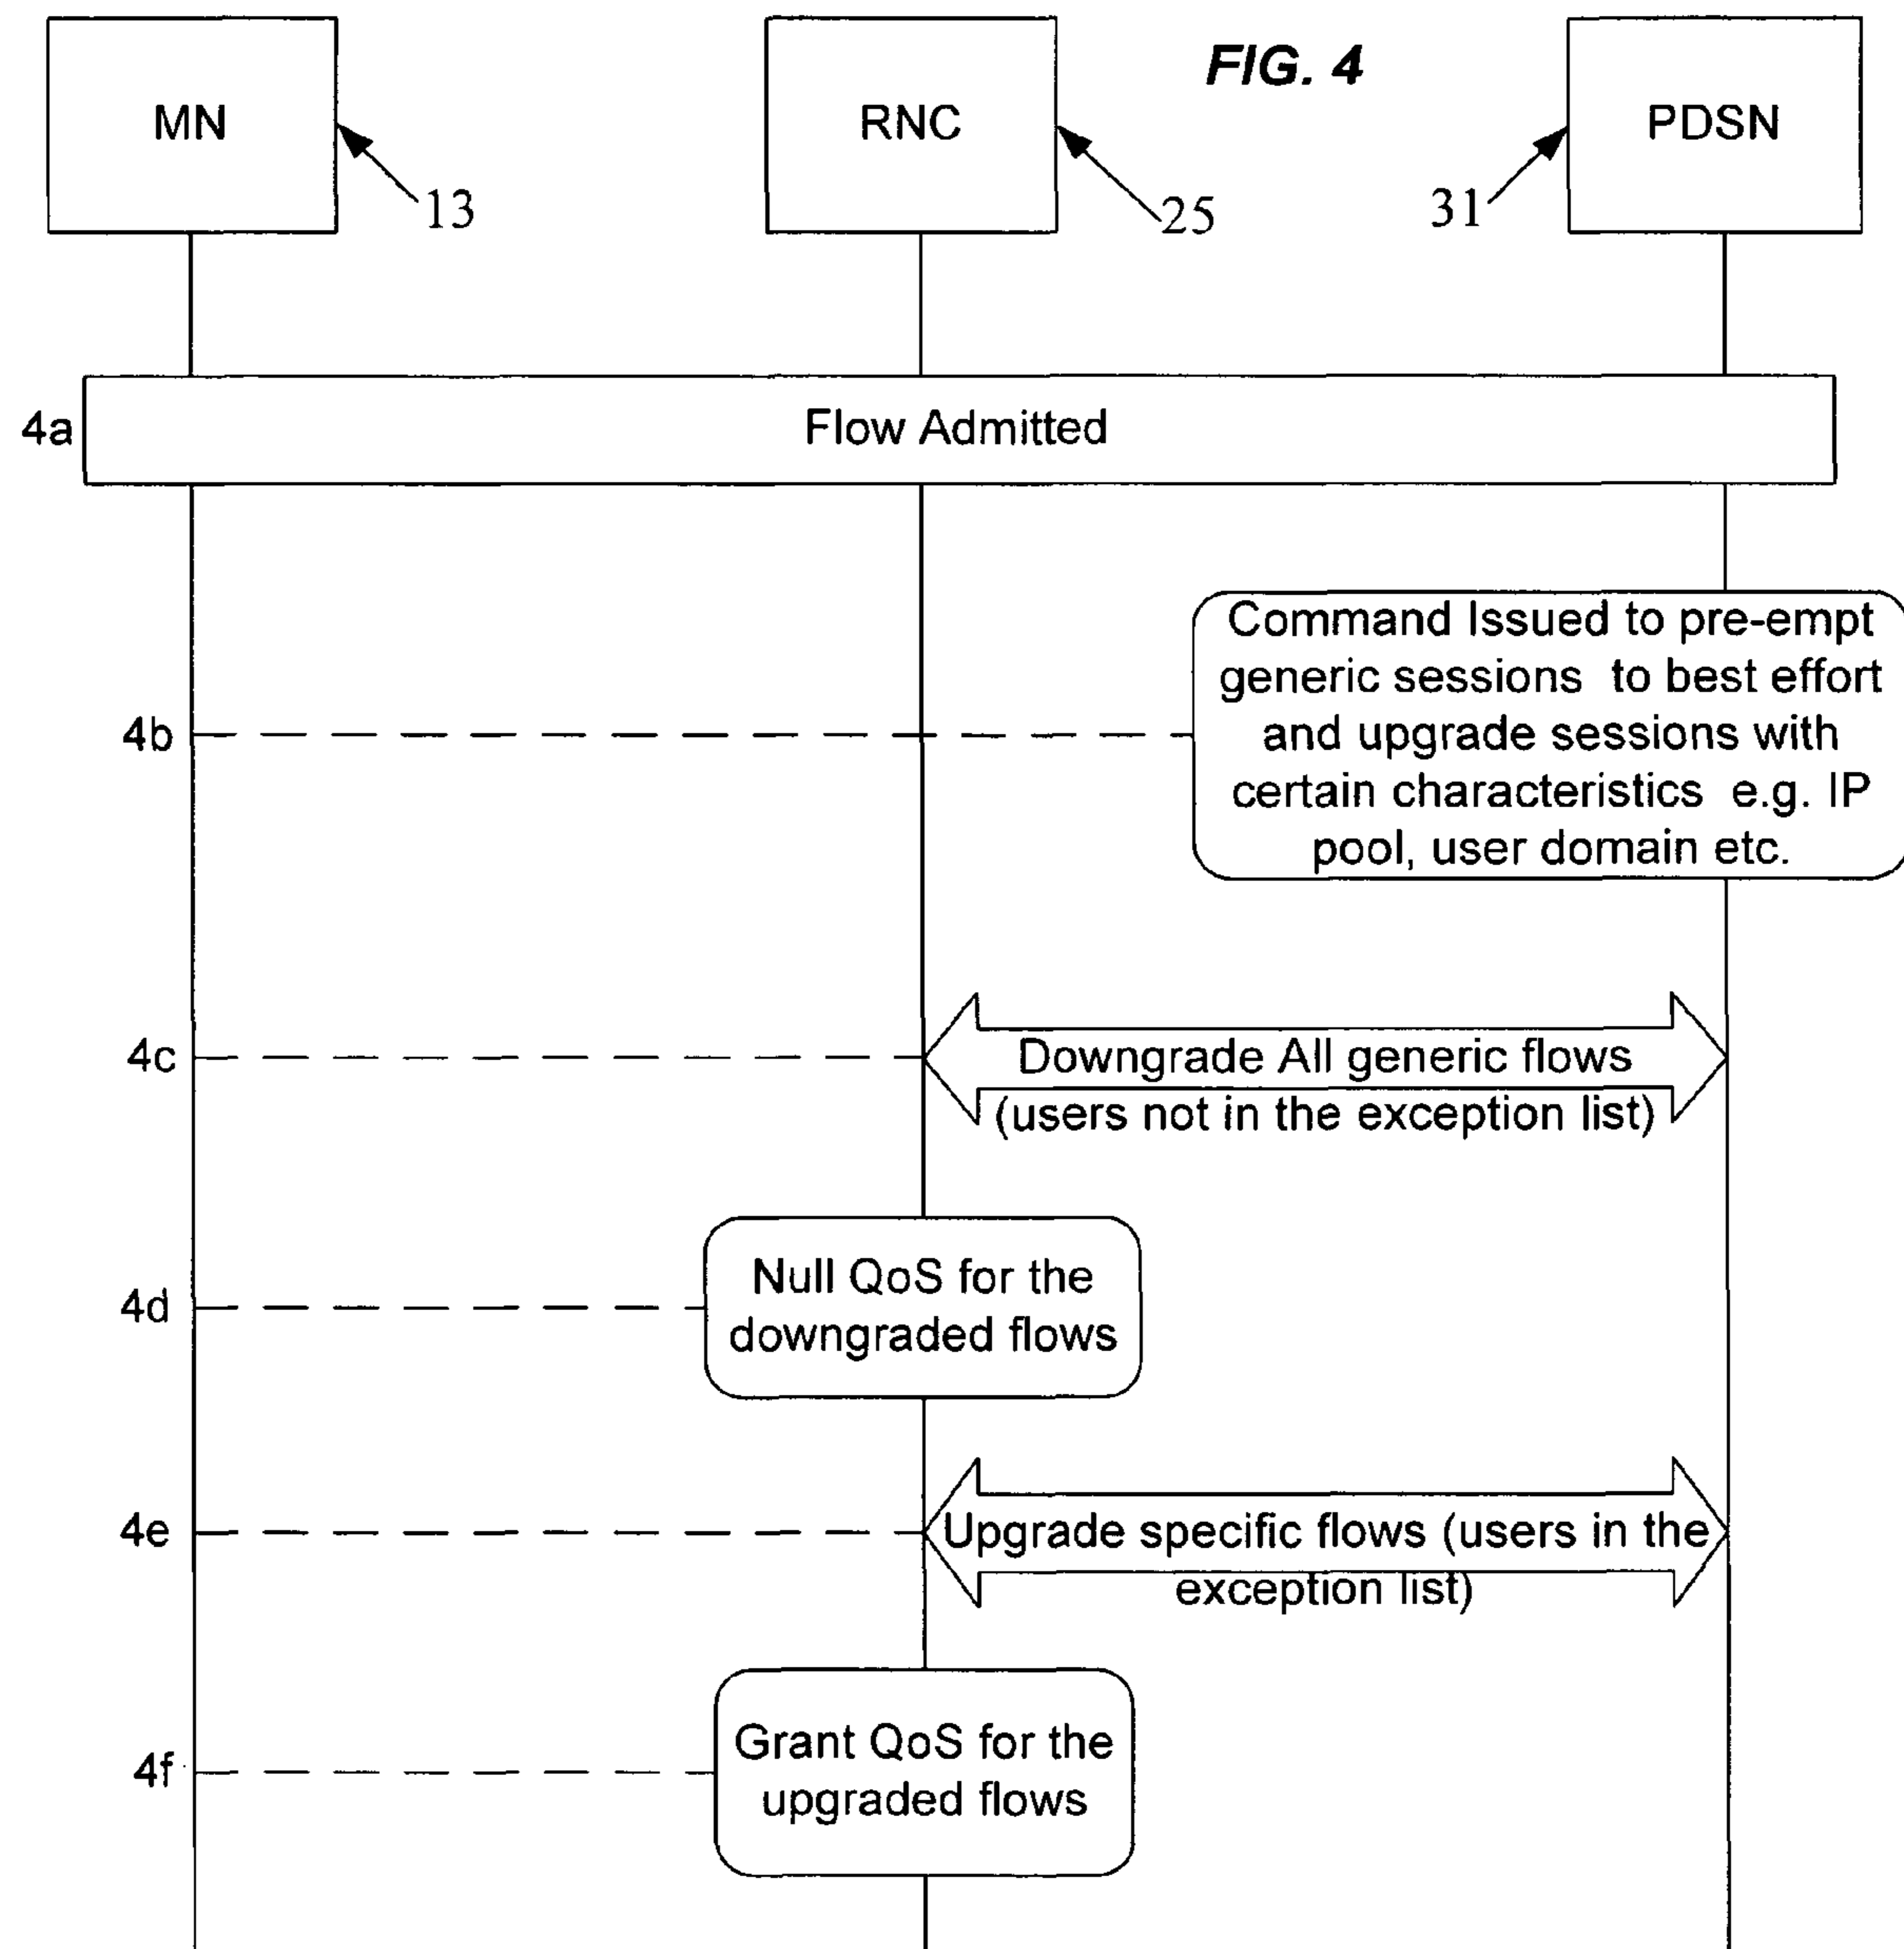 FIG. 4
MN
RNC
PDSN
13
25
31
4a
Flow Admitted
Command Issued to pre-empt
generic sessions to best effort
and upgrade sessions with
certain characteristics e.g. IP
pool, user domain etc.
4b
4c
Downgrade All generic flows
(users not in the exception list)
Null QoS for the
downgraded flows
4d
4e
Upgrade specific flows (users in the
exception list)
Grant QoS for the
upgraded flows
4f